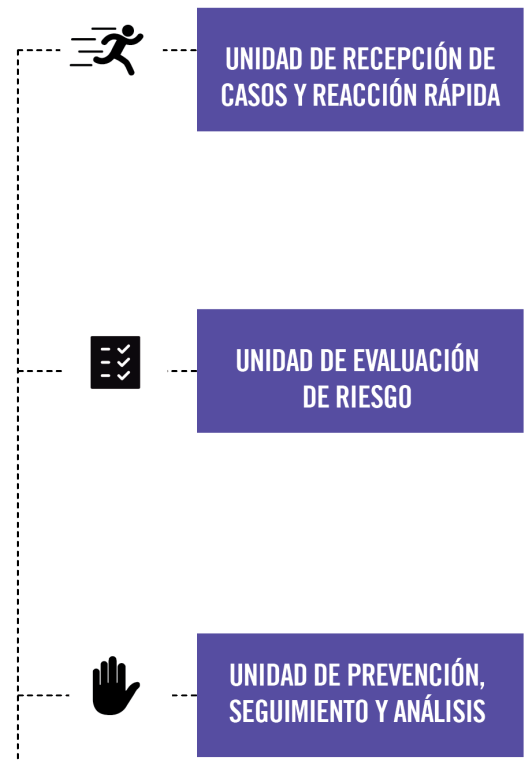 UNIDAD DE RECEPCIÓN DE
CASOS Y REACCIÓN RÁPIDA
UNIDAD DE EVALUACIÓN
DE RIESGO
UNIDAD DE PREVENCIÓN,
SEGUIMIENTO Y ANÁLISIS